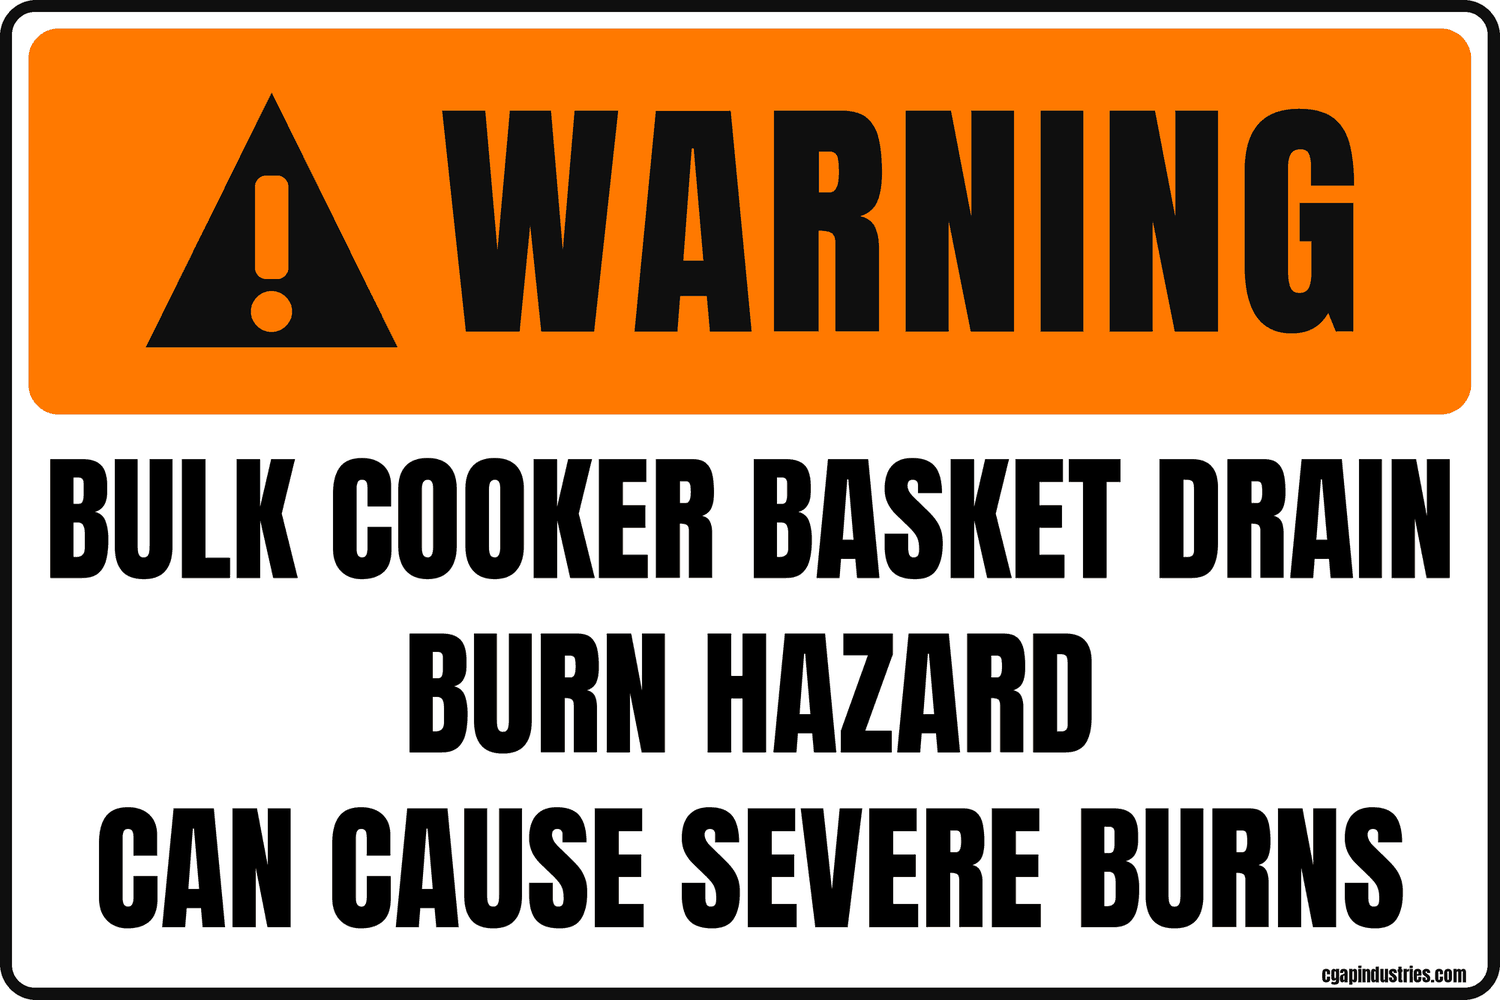 WARNING
BULK COOKER BASKET DRAIN
BURN HAZARD
CAN CAUSE SEVERE BURNS
cgapindustries.com